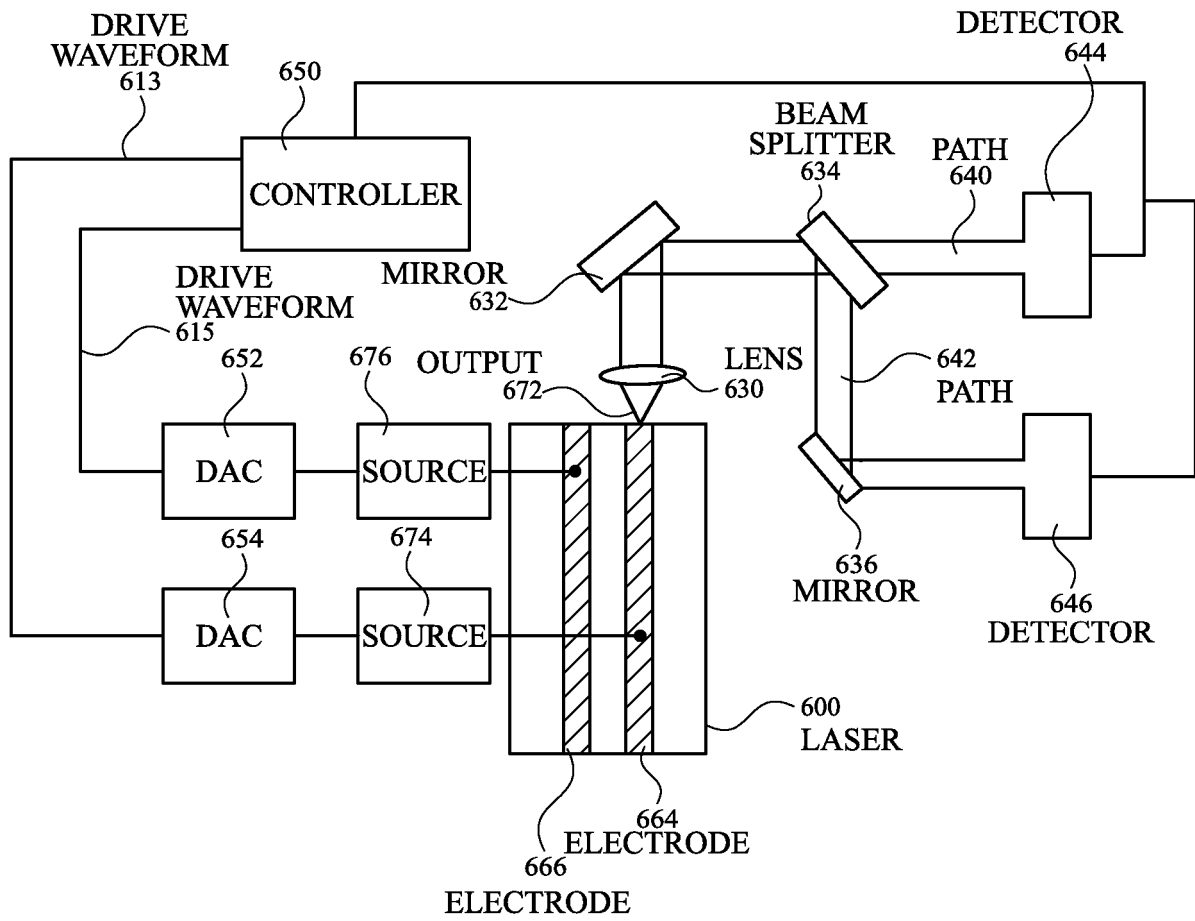 DRIVE
WAVEFORM
613
650
DETECTOR
644
CONTROLLER
BEAM
SPLITTER
634
PATH
640
MIRROR
632
DRIVE
WAVEFORM
615
652
676
OUTPUT
672
LENS
630
642
PATH
DAC
SOURCE
654
674
DAC
SOURCE
636
MIRROR
646
DETECTOR
600
LASER
664
ELECTRODE
666
ELECTRODE